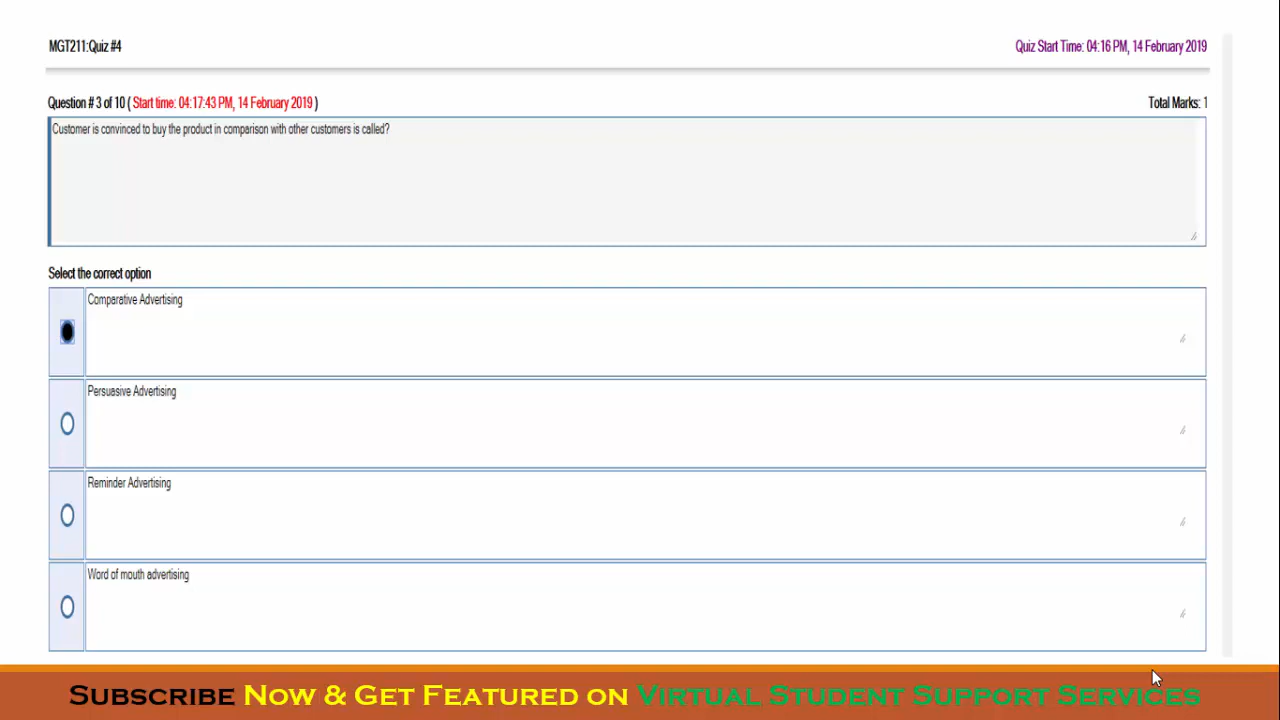 MGT211:Quiz #4
Quiz Start Time: 04:16 PM, 14 February 2019
Question # 3 of 10 ( Start time: 04:17:43 PM, 14 February 2019 )
Total Marks: 1
Customer is convinced to buy the product in comparison with other customers is called?
Select the correct option
Comparative Advertising
Persuasive Advertising
Reminder Advertising
Word of mouth advertising
Subscribe Now & Get Featured on Virtual Student Support Services